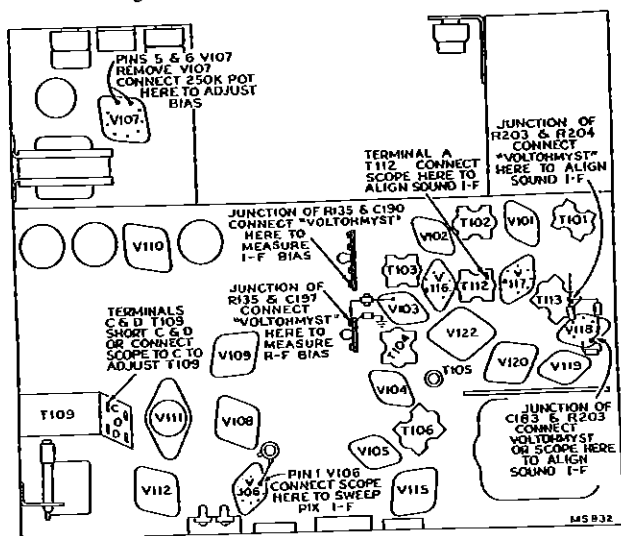 PINS 5 & 6 V107
REMOVE V107
CONNECT 250K POT
HERE TO ADJUST
BIAS
V107
JUNCTION OF
R203 & R204
CONNECT
"VOLTOHMYST"
HERE TO ALIGN
SOUND I-F
TERMINAL A
T112 CONNECT
SCOPE HERE TO
ALIGN SOUND I-F
JUNCTION OF R135 & C190
CONNECT "VOLTOHMYST"
HERE TO
MEASURE
I-F BIAS
V110
V102
T102
V101
T101
T103
V
116
T112
V
117
T113
JUNCTION OF
R135 & C197
CONNECT
"VOLTOHMYST"
HERE TO
MEASURE
R-F BIAS
V103
V122
V118
TERMINALS
C & D T109
SHORT C & D
OR CONNECT
SCOPE TO C TO
ADJUST T109
V109
T104
T105
V120
V119
V104
T109
C
D
V111
V108
T106
V105
JUNCTION OF
C183 & R203
CONNECT
VOLTOHMYST
OR SCOPE HERE
TO ALIGN
SOUND I-F
V112
V
106
PIN 1 V106
CONNECT SCOPE
HERE TO SWEEP
PIX I-F
V115
MS932